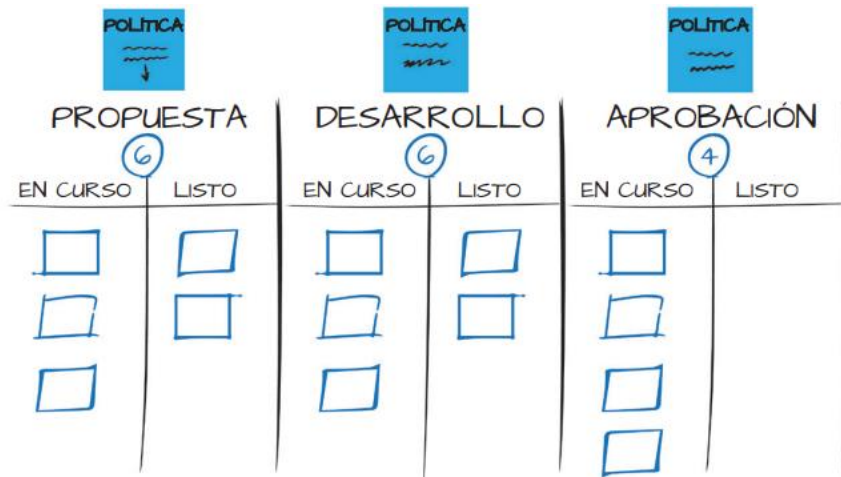 POLÍTICA
POLÍTICA
POLÍTICA
PROPUESTA
DESARROLLO
APROBACIÓN
6
6
4
EN CURSO
LISTO
EN CURSO
LISTO
EN CURSO
LISTO